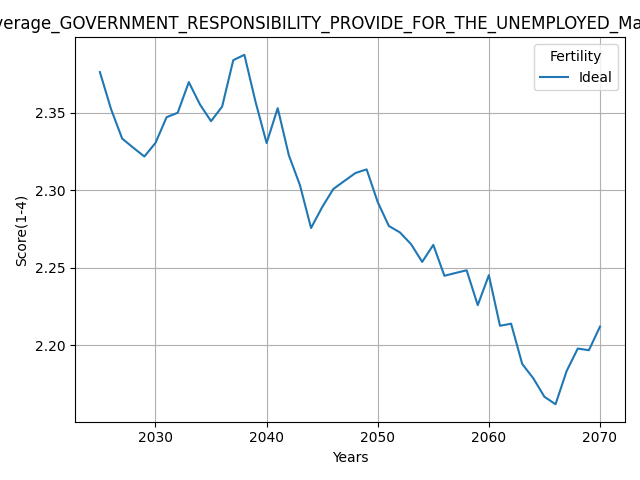 verage_GOVERNMENT_RESPONSIBILITY_PROVIDE_FOR_THE_UNEMPLOYED_Ma
Fertility
Ideal
2.35
2.30
2.25
2.20
Score(1-4)
2030
2040
2050
2060
2070
Years